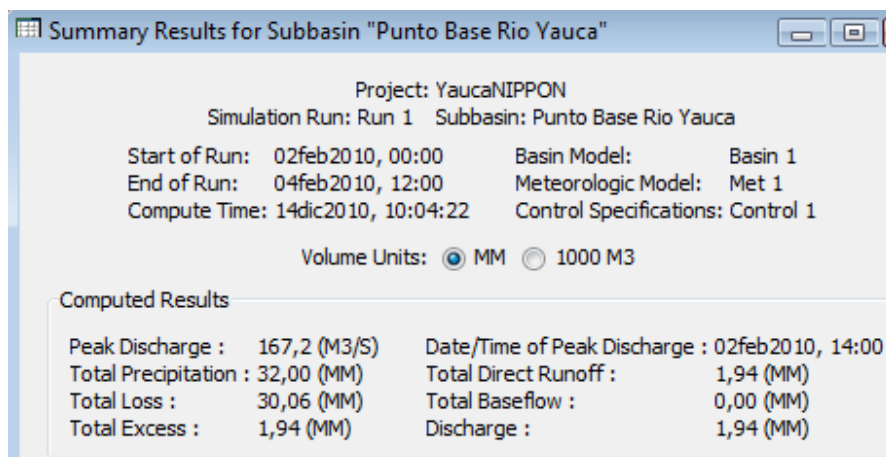 Summary Results for Subbasin "Punto Base Rio Yauca"
Project: YaucaNIPPON
Simulation Run: Run 1 Subbasin: Punto Base Rio Yauca
Start of Run: 02feb2010, 00:00 Basin Model: Basin 1
End of Run: 04feb2010, 12:00 Meteorologic Model: Met 1
Compute Time: 14dic2010, 10:04:22 Control Specifications: Control 1
Volume Units: MM 1000 M3
Computed Results
Peak Discharge : 167,2 (M3/S) Date/Time of Peak Discharge : 02feb2010, 14:00
Total Precipitation : 32,00 (MM) Total Direct Runoff : 1,94 (MM)
Total Loss : 30,06 (MM) Total Baseflow : 0,00 (MM)
Total Excess : 1,94 (MM) Discharge : 1,94 (MM)